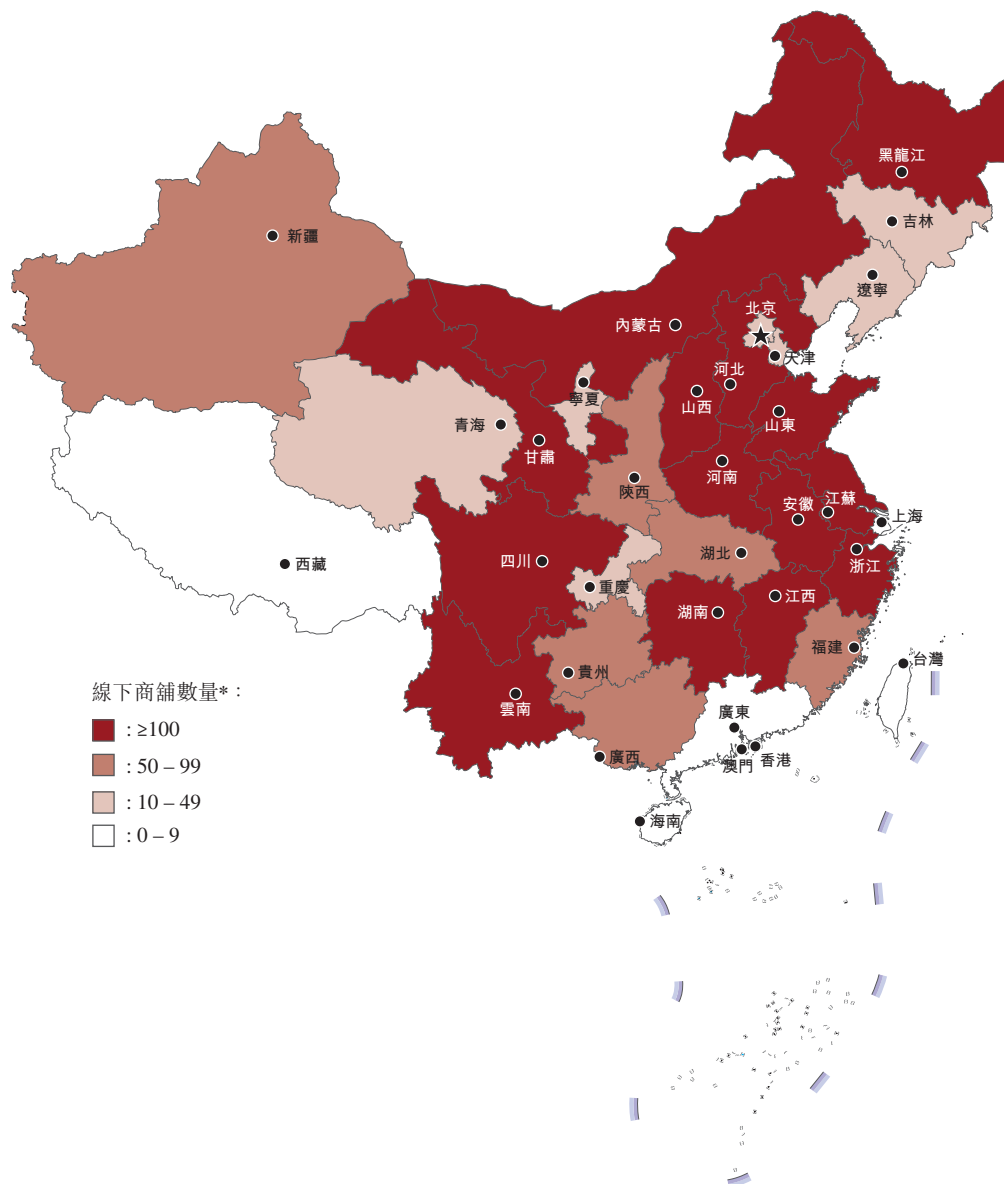 黑龍江
吉林
新疆
遼寧
北京
內蒙古
天津
河北
寧夏
山西
山東
青海
甘肅
河南
陝西
安徽
江蘇
上海
湖北
四川
西藏
浙江
重慶
江西
湖南
福建
台灣
貴州
雲南
廣東
廣西
澳門
香港
海南
線下商舖數量*：
: ≥100
: 50 – 99
: 10 – 49
: 0 – 9